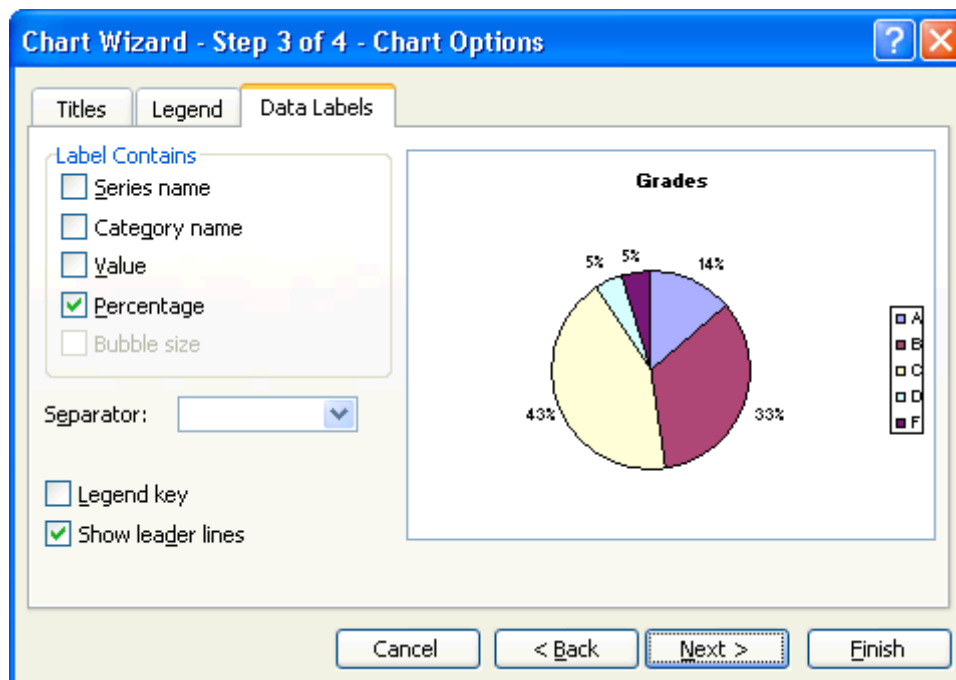 Chart Wizard - Step 3 of 4 - Chart Options
Titles
Legend
Data Labels
Label Contains
Series name
Category name
Value
Percentage
Bubble size
Separator:
Legend key
Show leader lines
Grades
5%
5%
14%
43%
33%
A
B
C
D
F
Cancel
< Back
Next >
Finish